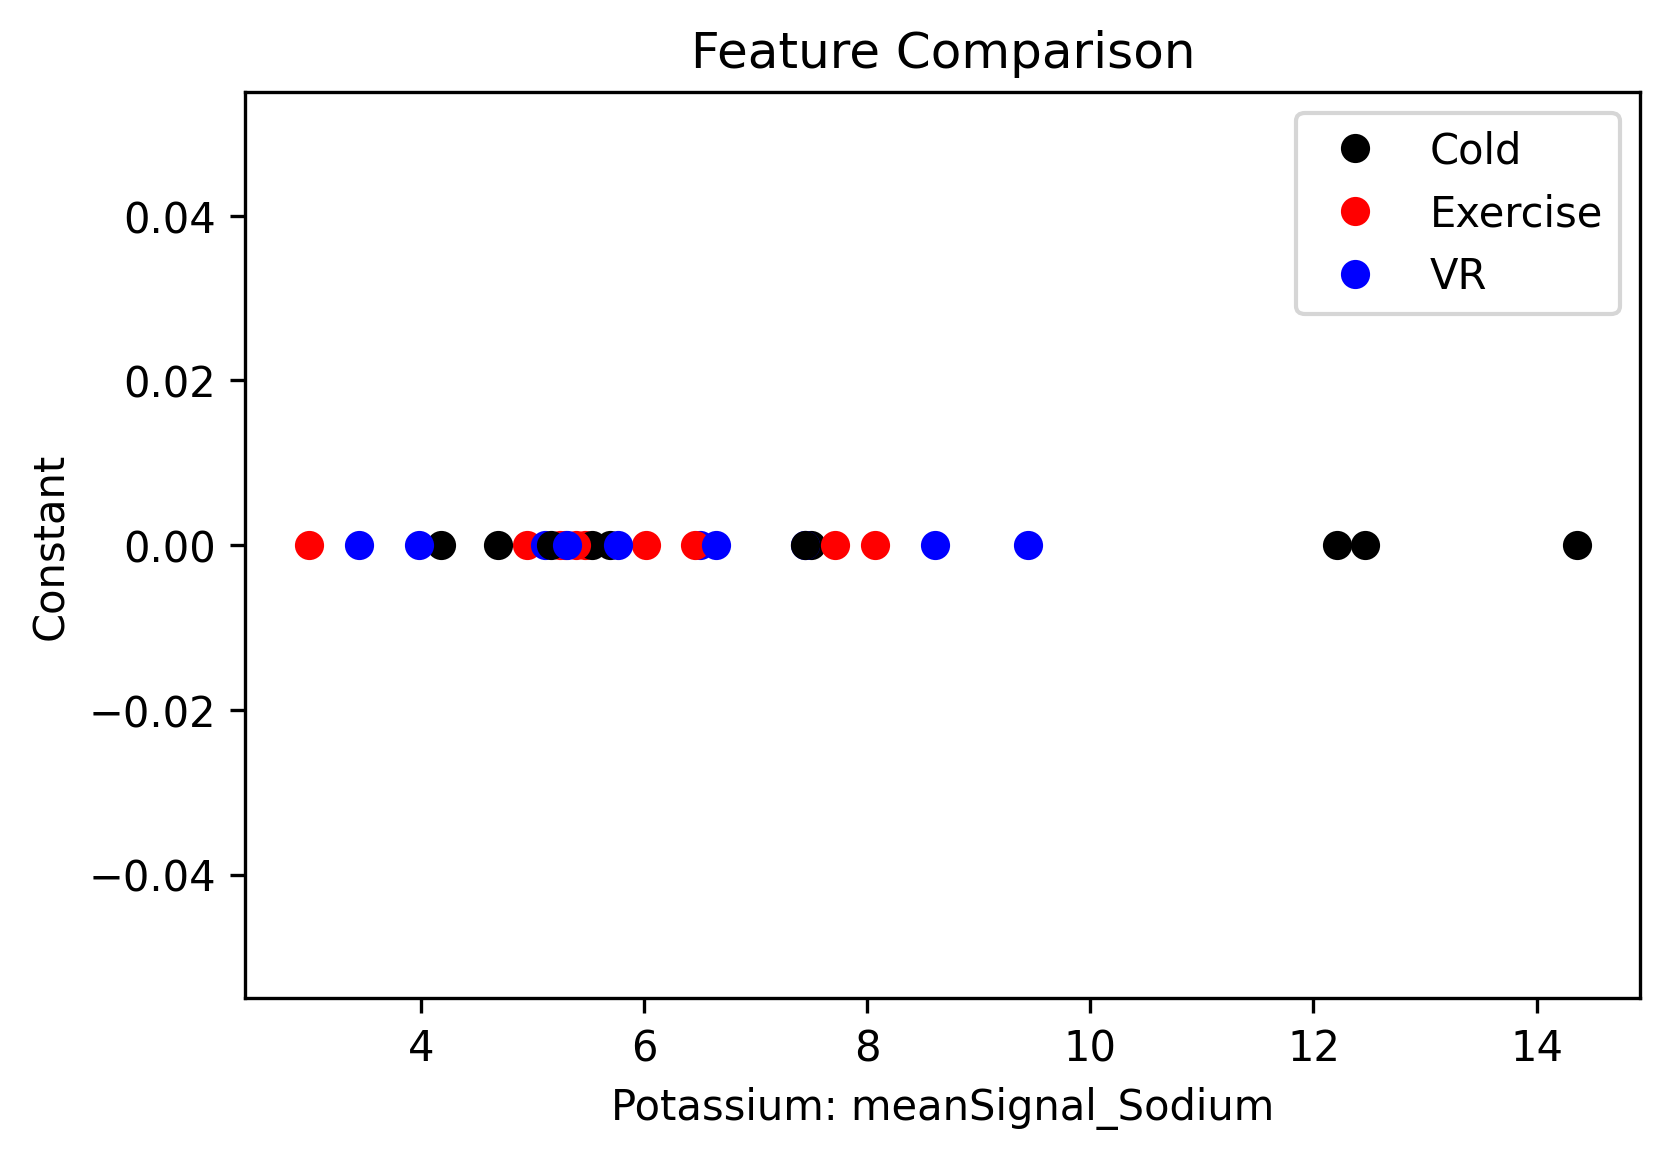 Feature Comparison
Cold
Exercise
VR
0.04
0.02
0.00
−0.02
−0.04
Constant
4 6 8 10 12 14
Potassium: meanSignal_Sodium